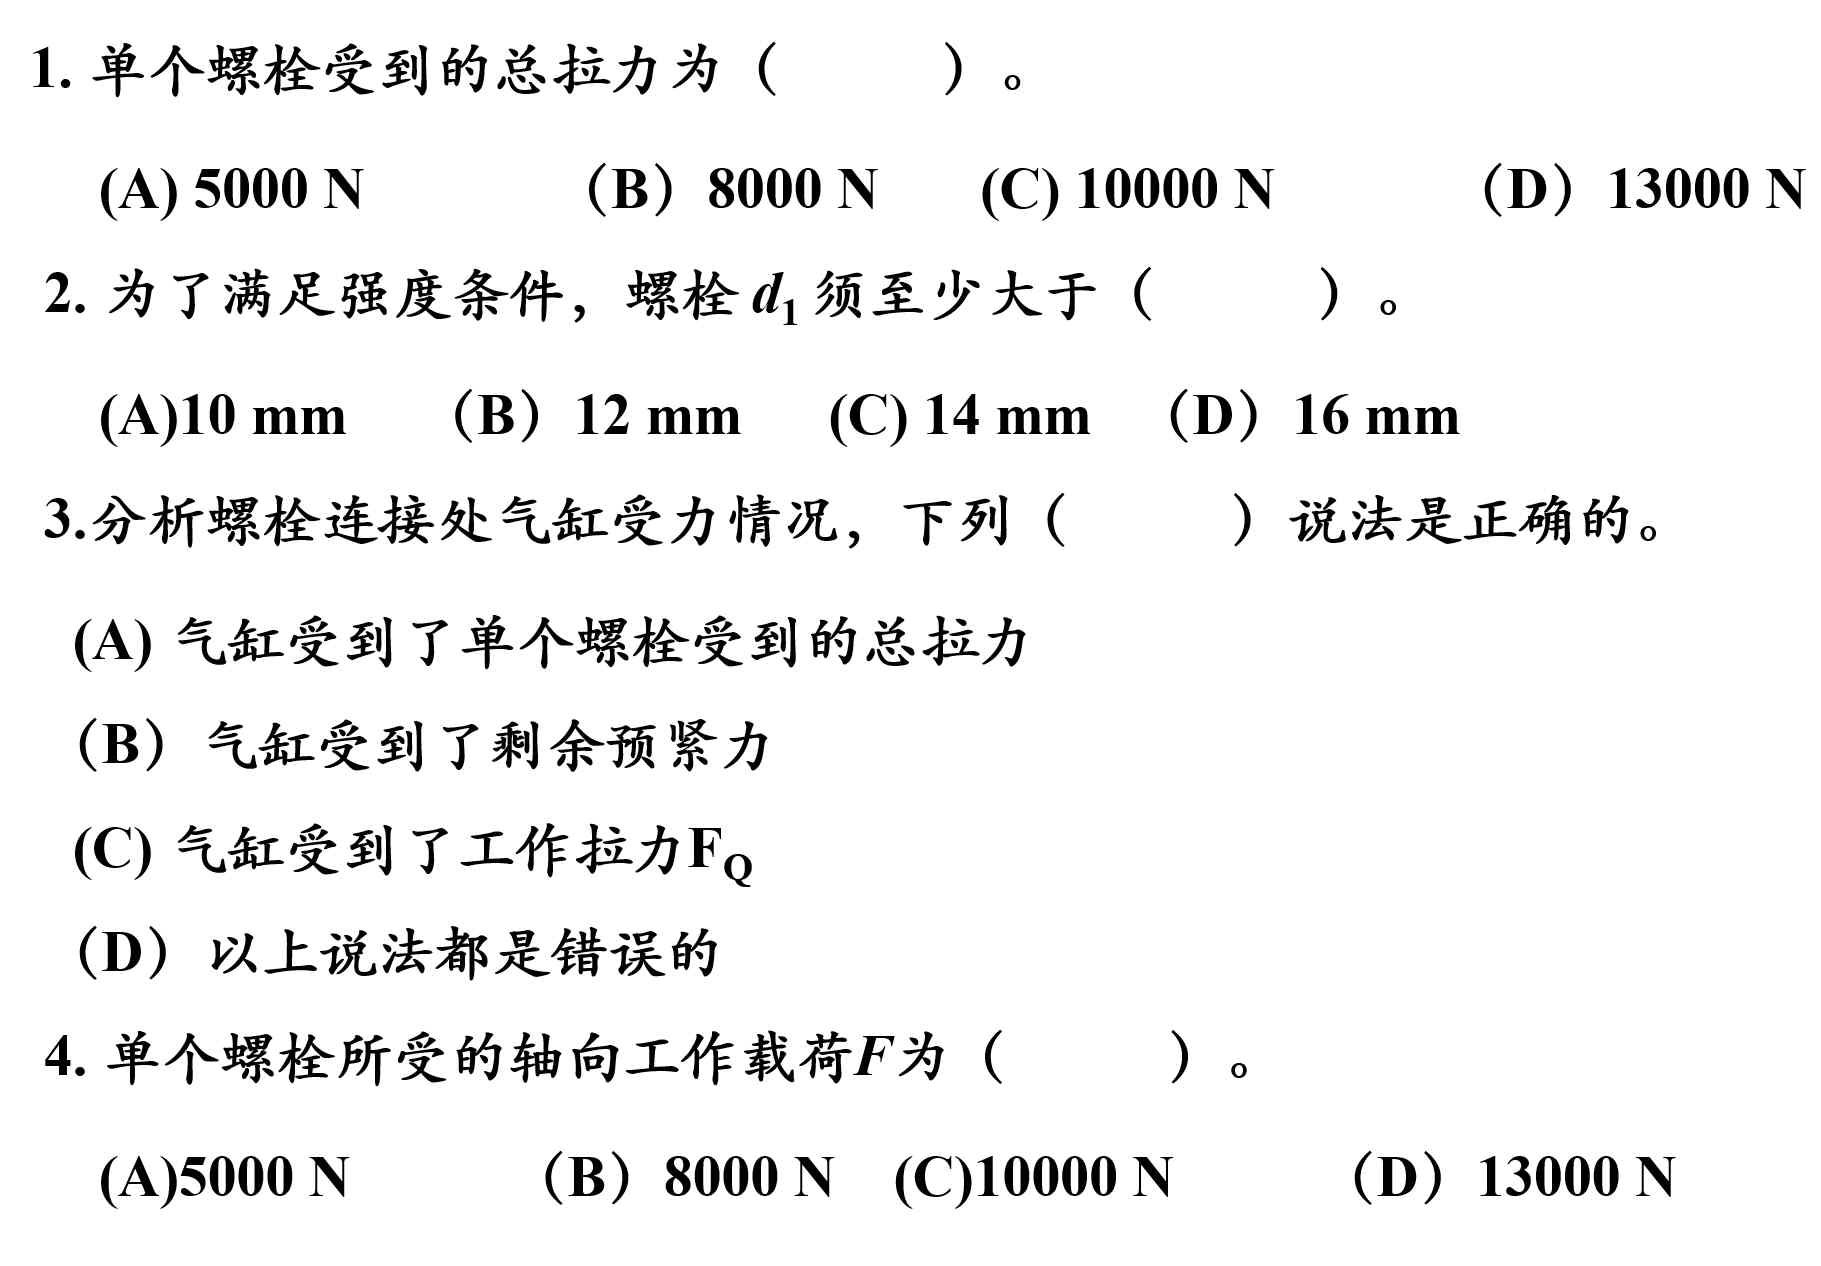 1. 单个螺栓受到的总拉力为（　　）。
(A) 5000 N （B）8000 N (C) 10000 N （D）13000 N
2. 为了满足强度条件，螺栓 d₁ 须至少大于（　　）。
(A)10 mm （B）12 mm (C) 14 mm （D）16 mm
3.分析螺栓连接处气缸受力情况，下列（　　）说法是正确的。
(A) 气缸受到了单个螺栓受到的总拉力
（B） 气缸受到了剩余预紧力
(C) 气缸受到了工作拉力F_Q
（D） 以上说法都是错误的
4. 单个螺栓所受的轴向工作载荷F为（　　）。
(A)5000 N （B）8000 N (C)10000 N （D）13000 N